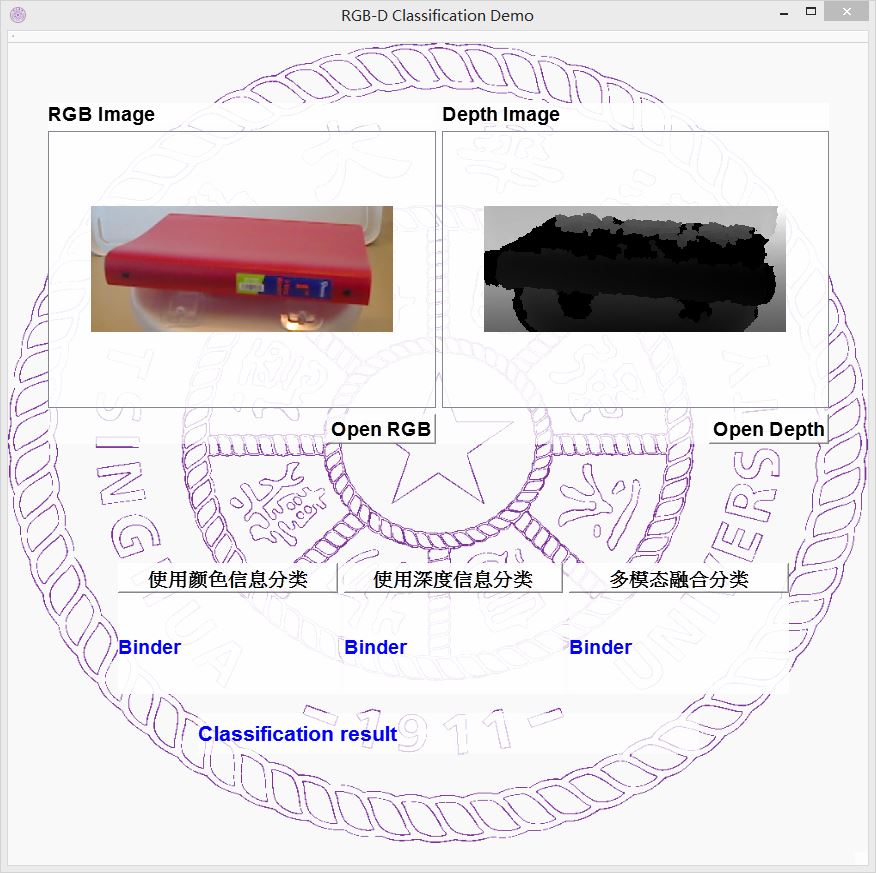 RGB-D Classification Demo
RGB Image
Depth Image
Open RGB
Open Depth
TSINGHUA
UNIVERSITY
使用颜色信息分类
使用深度信息分类
多模态融合分类
Binder
Binder
Binder
-1911-
Classification result